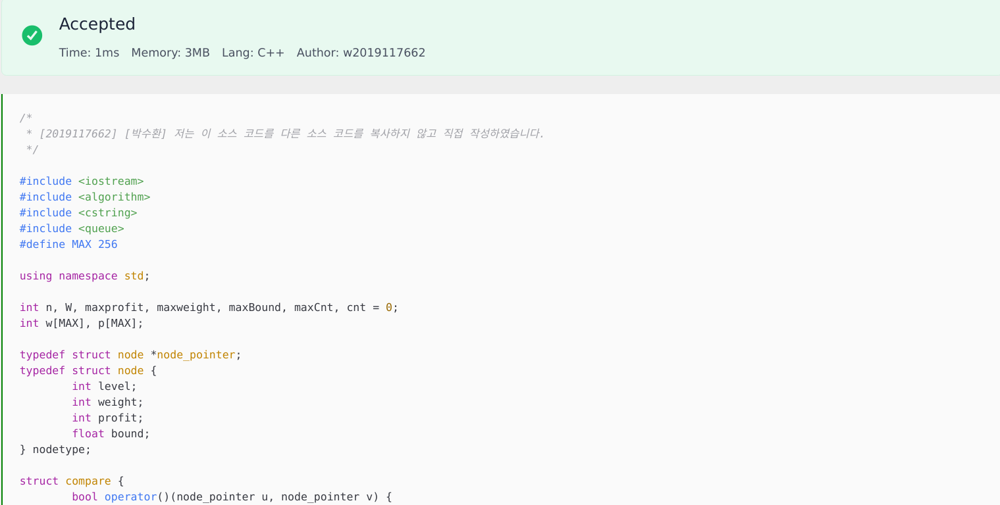 Accepted
Time: 1ms Memory: 3MB Lang: C++ Author: w2019117662
/*
 * [2019117662] [박수환] 저는 이 소스 코드를 다른 소스 코드를 복사하지 않고 직접 작성하였습니다.
 */
#include <iostream>
#include <algorithm>
#include <cstring>
#include <queue>
#define MAX 256
using namespace std;
int n, W, maxprofit, maxweight, maxBound, maxCnt, cnt = 0;
int w[MAX], p[MAX];
typedef struct node *node_pointer;
typedef struct node {
        int level;
        int weight;
        int profit;
        float bound;
} nodetype;
struct compare {
        bool operator()(node_pointer u, node_pointer v) {